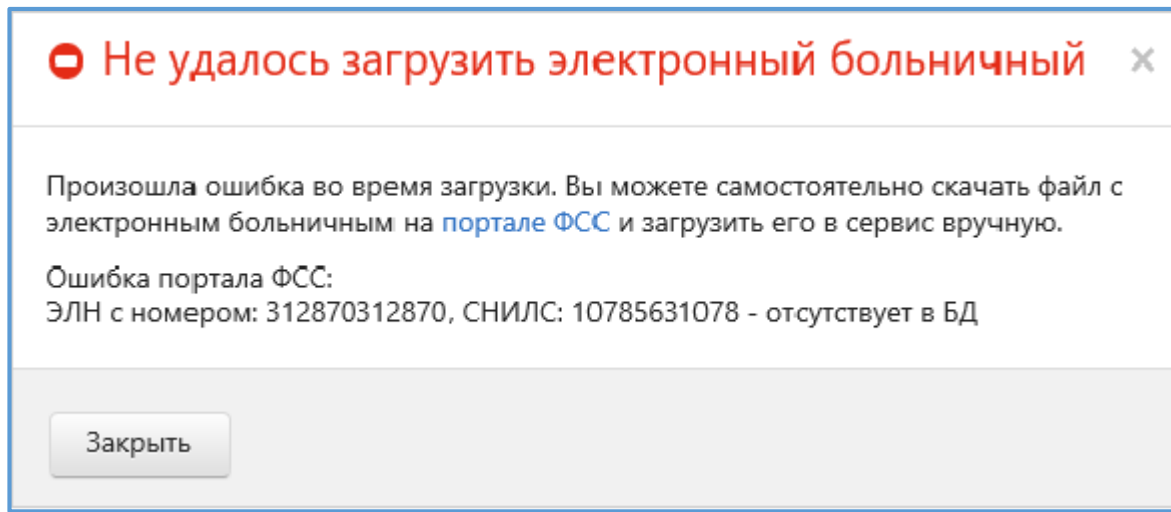 Не удалось загрузить электронный больничный
Произошла ошибка во время загрузки. Вы можете самостоятельно скачать файл с
электронным больничным на портале ФСС и загрузить его в сервис вручную.
Ошибка портала ФСС:
ЭЛН с номером: 312870312870, СНИЛС: 10785631078 - отсутствует в БД
Закрыть